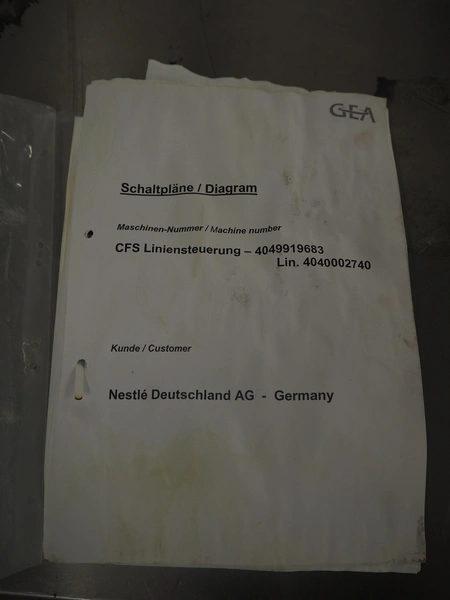 GEA
Schaltpläne / Diagram
Maschinen-Nummer / Machine number
CFS Liniensteuerung – 4049919683
Lin. 4040002740
Kunde / Customer
Nestlé Deutschland AG - Germany